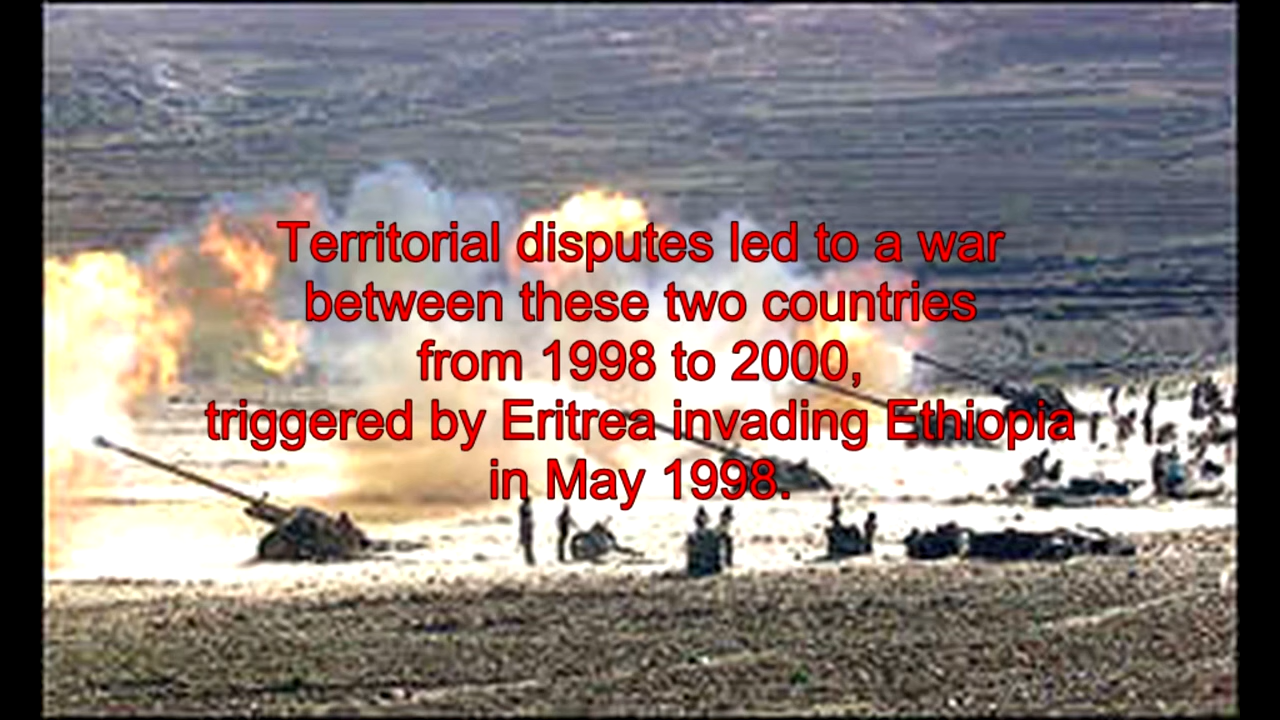 Territorial disputes led to a war
between these two countries
from 1998 to 2000,
triggered by Eritrea invading Ethiopia
in May 1998.